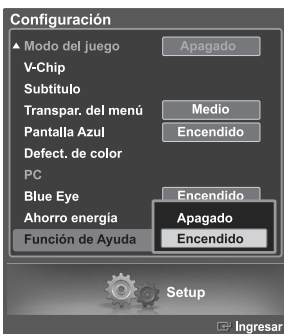 Configuración
Modo del juego Apagado
V-Chip
Subtítulo
Transpar. del menú Medio
Pantalla Azul Encendido
Defect. de color
PC
Blue Eye Encendido
Ahorro energía Apagado
Función de Ayuda Encendido
Setup
Ingresar